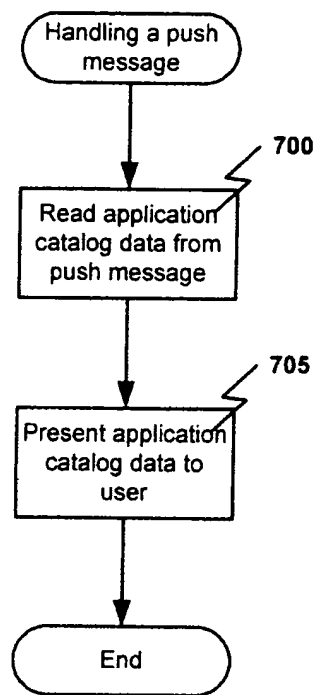 Handling a push
message
700
Read application
catalog data from
push message
705
Present application
catalog data to
user
End